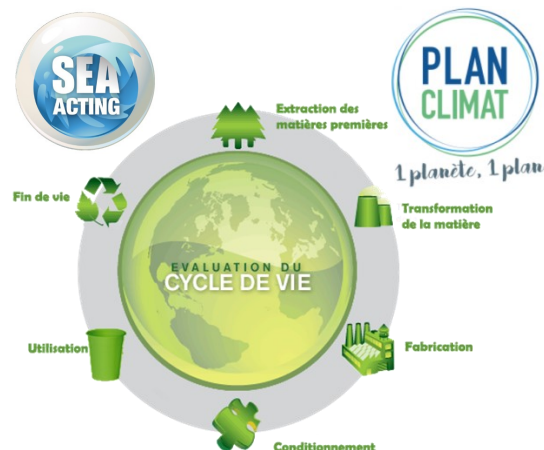 SEA
ACTING
PLAN
CLIMAT
1 planète, 1 plan
Extraction des
matières premières
Fin de vie
Transformation
de la matière
EVALUATION DU
CYCLE DE VIE
Utilisation
Fabrication
Conditionnement